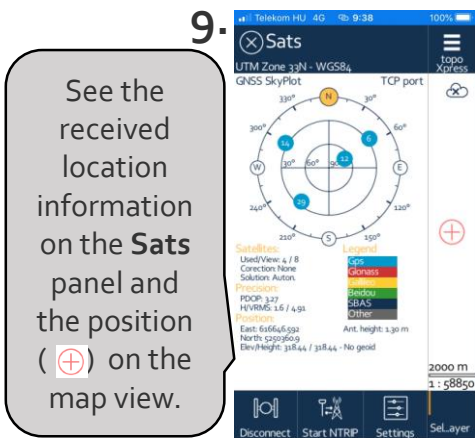 9.
See the
received
location
information
on the Sats
panel and
the position
( ⊕ ) on the
map view.
Telekom HU 4G 9:38 100%
Sats
UTM Zone 33N - WGS84
topo
Xpress
GNSS SkyPlot TCP port
N
330° 30°
300° 60°
14 6
12
W 30° 60° 90° E
29
240° 120°
210° S 150°
Satellites:
Used/View: 4 / 8
Corection: None
Solution: Auton.
Precision:
PDOP: 3.27
H/VRMS: 1.6 / 4.91
Position:
East: 616646.592
North: 5250360.9
Elev/Height: 318.44 / 318.44 - No geoid
Legend
Gps
Glonass
Galileo
Beidou
SBAS
Other
Ant. height: 1.30 m
2000 m
1 : 58850
Disconnect Start NTRIP Settings Sel..ayer